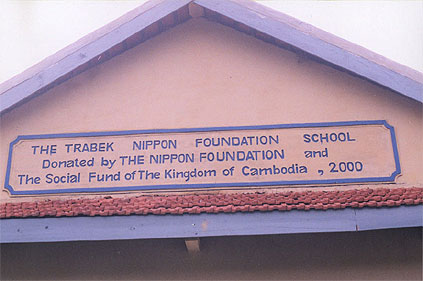 THE TRABEK NIPPON FOUNDATION SCHOOL
Donated by THE NIPPON FOUNDATION and
The Social Fund of The Kingdom of Cambodia , 2000